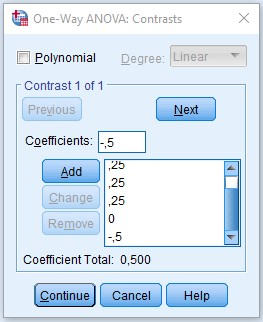 One-Way ANOVA: Contrasts
Polynomial Degree: Linear
Contrast 1 of 1
Previous Next
Coefficients: -,5
Add ,25
,25
Change ,25
0
Remove -,5
Coefficient Total: 0,500
Continue Cancel Help